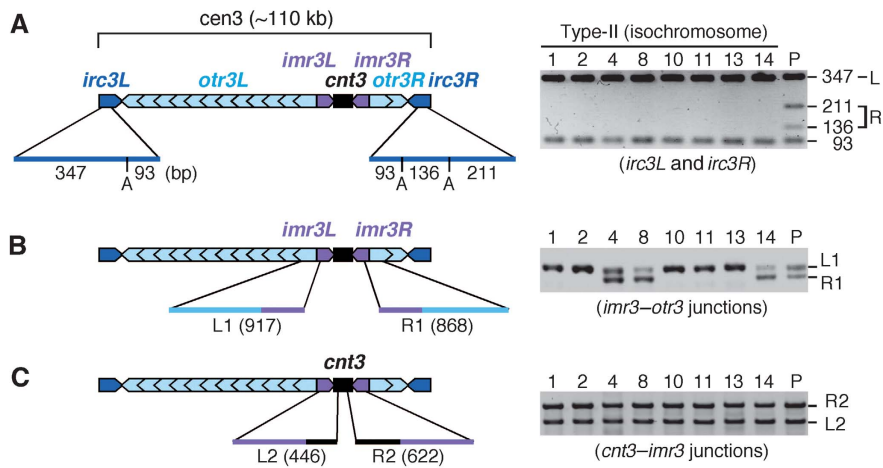 A
cen3 (~110 kb)
imr3L imr3R
irc3L otr3L cnt3 otr3R irc3R
347 93 (bp)
A
93 136 211
A A
Type-II (isochromosome)
1 2 4 8 10 11 13 14 P
347 L
211
R
136
93
(irc3L and irc3R)
B
imr3L imr3R
L1 (917) R1 (868)
1 2 4 8 10 11 13 14 P
L1
R1
(imr3–otr3 junctions)
C
cnt3
L2 (446) R2 (622)
1 2 4 8 10 11 13 14 P
R2
L2
(cnt3–imr3 junctions)